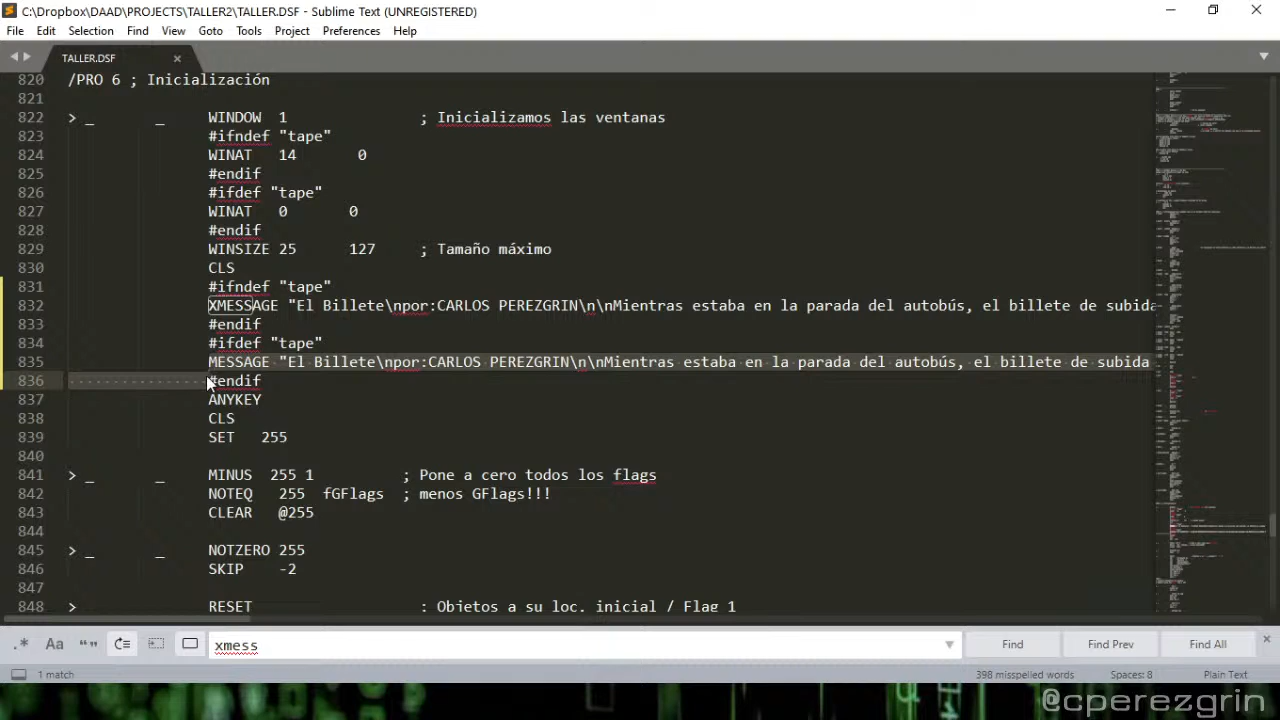 C:\Dropbox\DAAD\PROJECTS\TALLER2\TALLER.DSF - Sublime Text (UNREGISTERED)
File Edit Selection Find View Goto Tools Project Preferences Help
TALLER.DSF
820 /PRO 6 ; Inicialización
821
822 > _ _ WINDOW 1 ; Inicializamos las ventanas
823 #ifndef "tape"
824 WINAT 14 0
825 #endif
826 #ifdef "tape"
827 WINAT 0 0
828 #endif
829 WINSIZE 25 127 ; Tamaño máximo
830 CLS
831 #ifndef "tape"
832 XMESSAGE "El Billete\npor:CARLOS PEREZGRIN\n\nMientras estaba en la parada del autobús, el billete de subida
833 #endif
834 #ifdef "tape"
835 MESSAGE "El Billete\npor:CARLOS PEREZGRIN\n\nMientras estaba en la parada del autobús, el billete de subida
836 #endif
837 ANYKEY
838 CLS
839 SET 255
840
841 > _ _ MINUS 255 1 ; Pone a cero todos los flags
842 NOTEQ 255 fGFlags ; menos GFlags!!!
843 CLEAR @255
844
845 > _ _ NOTZERO 255
846 SKIP -2
847
848 > RESET ; Objetos a su loc. inicial / Flag 1
.* Aa xmess Find Find Prev Find All
1 match 398 misspelled words Spaces: 8 Plain Text
@cperezgrin